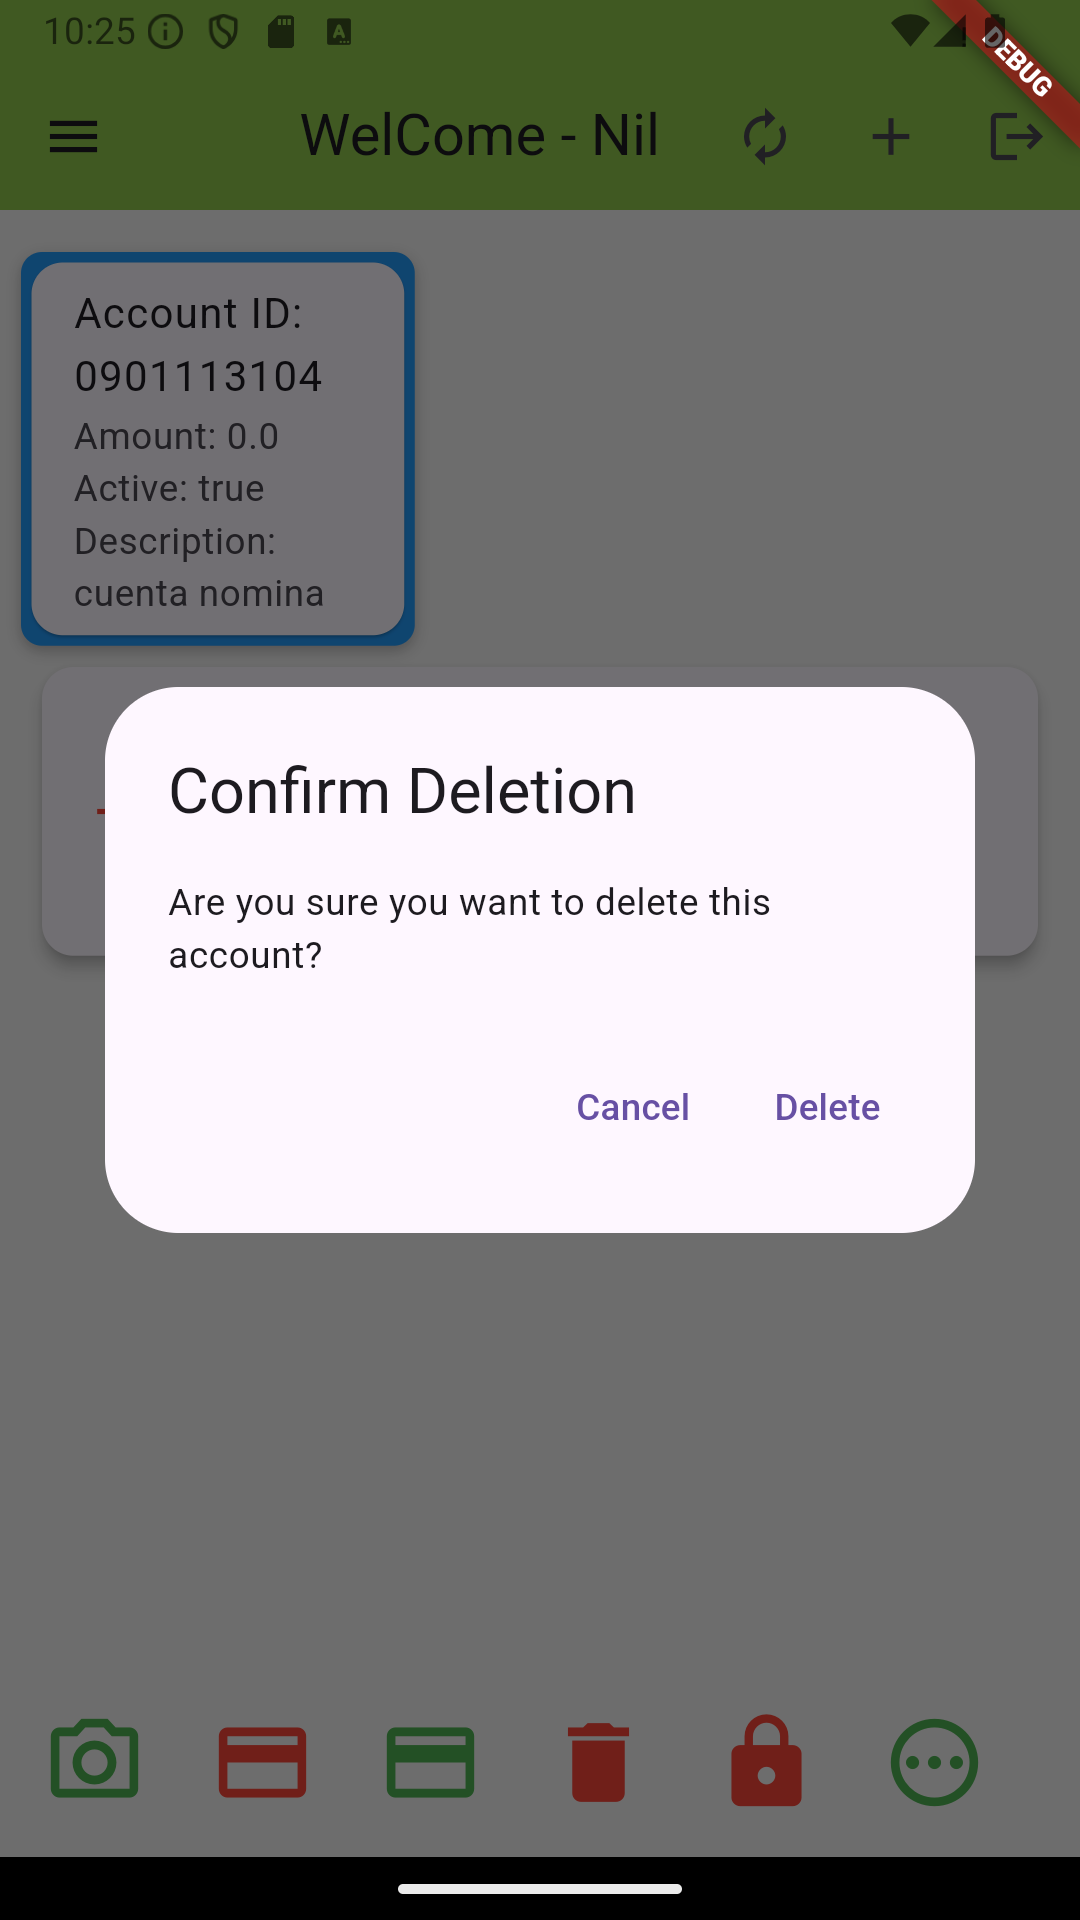 10:25
DEBUG
WelCome - Nil
Account ID:
0901113104
Amount: 0.0
Active: true
Description:
cuenta nomina
Confirm Deletion
Are you sure you want to delete this
account?
Cancel Delete